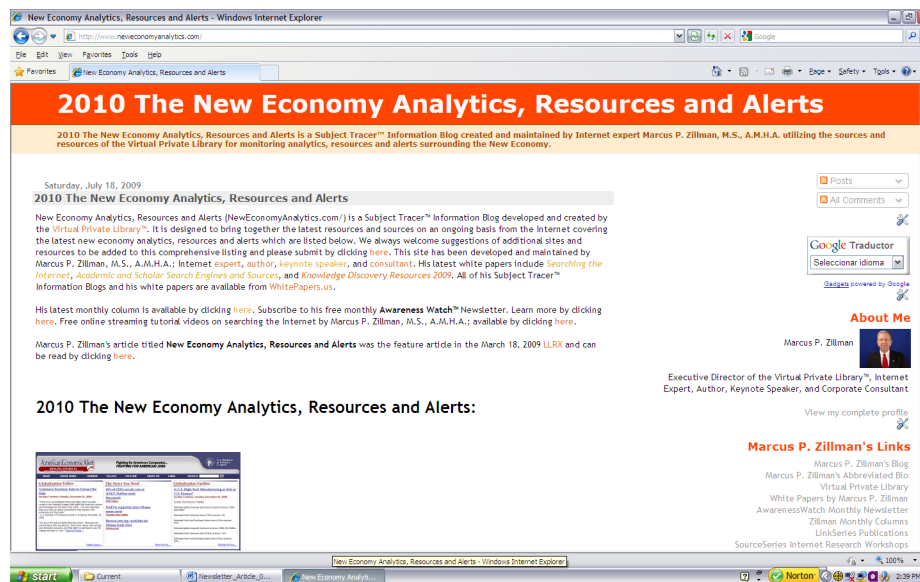 New Economy Analytics, Resources and Alerts - Windows Internet Explorer
http://www.neweconomyanalytics.com/
Google
File Edit View Favorites Tools Help
Favorites New Economy Analytics, Resources and Alerts
Page Safety Tools
2010 The New Economy Analytics, Resources and Alerts
2010 The New Economy Analytics, Resources and Alerts is a Subject Tracer™ Information Blog created and maintained by Internet expert Marcus P. Zillman, M.S., A.M.H.A. utilizing the sources and
resources of the Virtual Private Library for monitoring analytics, resources and alerts surrounding the New Economy.
Saturday, July 18, 2009
2010 The New Economy Analytics, Resources and Alerts
New Economy Analytics, Resources and Alerts (NewEconomyAnalytics.com/) is a Subject Tracer™ Information Blog developed and created by
the Virtual Private Library™. It is designed to bring together the latest resources and sources on an ongoing basis from the Internet covering
the latest new economy analytics, resources and alerts which are listed below. We always welcome suggestions of additional sites and
resources to be added to this comprehensive listing and please submit by clicking here. This site has been developed and maintained by
Marcus P. Zillman, M.S., A.M.H.A.; Internet expert, author, keynote speaker, and consultant. His latest white papers include Searching the
Internet, Academic and Scholar Search Engines and Sources, and Knowledge Discovery Resources 2009. All of his Subject Tracer™
Information Blogs and his white papers are available from WhitePapers.us.
His latest monthly column is available by clicking here. Subscribe to his free monthly Awareness Watch™ Newsletter. Learn more by clicking
here. Free online streaming tutorial videos on searching the Internet by Marcus P. Zillman, M.S., A.M.H.A.; available by clicking here.
Marcus P. Zillman's article titled New Economy Analytics, Resources and Alerts was the feature article in the March 18, 2009 LLRX and can
be read by clicking here.
2010 The New Economy Analytics, Resources and Alerts:
AmericanEconomicAlert
Fighting for American Companies...
FIGHTING FOR AMERICAN JOBS
Globalization Follies
The News You Need
Globalization Factline
Posts
All Comments
Google Traductor
Seleccionar idioma
Gadgets powered by Google
About Me
Marcus P. Zillman
Executive Director of the Virtual Private Library™, Internet
Expert, Author, Keynote Speaker, and Corporate Consultant
View my complete profile
Marcus P. Zillman's Links
Marcus P. Zillman's Blog
Marcus P. Zillman's Abbreviated Bio
Virtual Private Library
White Papers by Marcus P. Zillman
AwarenessWatch Monthly Newsletter
Zillman Monthly Columns
LinkSeries Publications
SourceSeries Internet Research Workshops
New Economy Analytics, Resources and Alerts - Windows Internet Explorer
100%
start Current Newsletter_Article_0... New Economy Analyti... Norton 2:39 PM